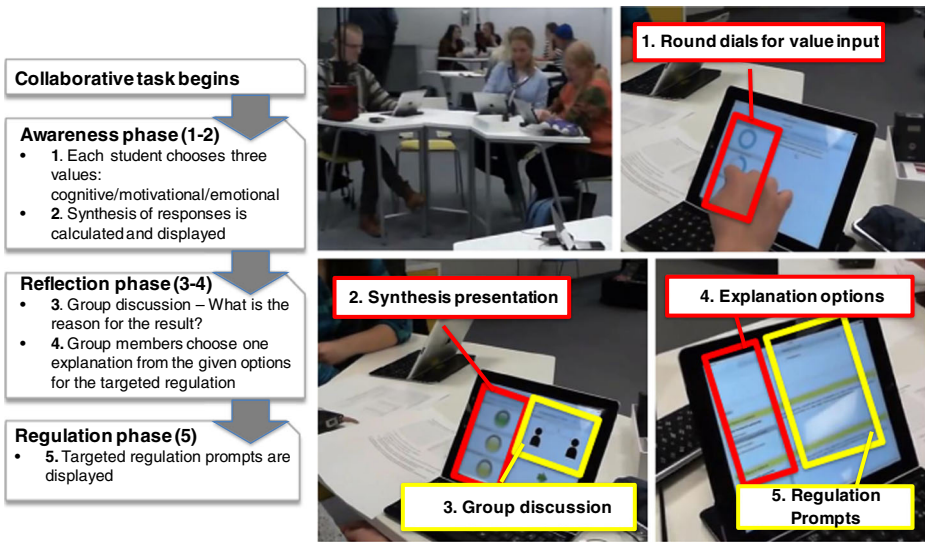 Collaborative task begins
Awareness phase (1-2)
• 1. Each student chooses three
values:
cognitive/motivational/emotional
• 2. Synthesis of responses is
calculated and displayed
Reflection phase (3-4)
• 3. Group discussion – What is the
reason for the result?
• 4. Group members choose one
explanation from the given options
for the targeted regulation
Regulation phase (5)
• 5. Targeted regulation prompts are
displayed
1. Round dials for value input
2. Synthesis presentation
3. Group discussion
4. Explanation options
5. Regulation
Prompts